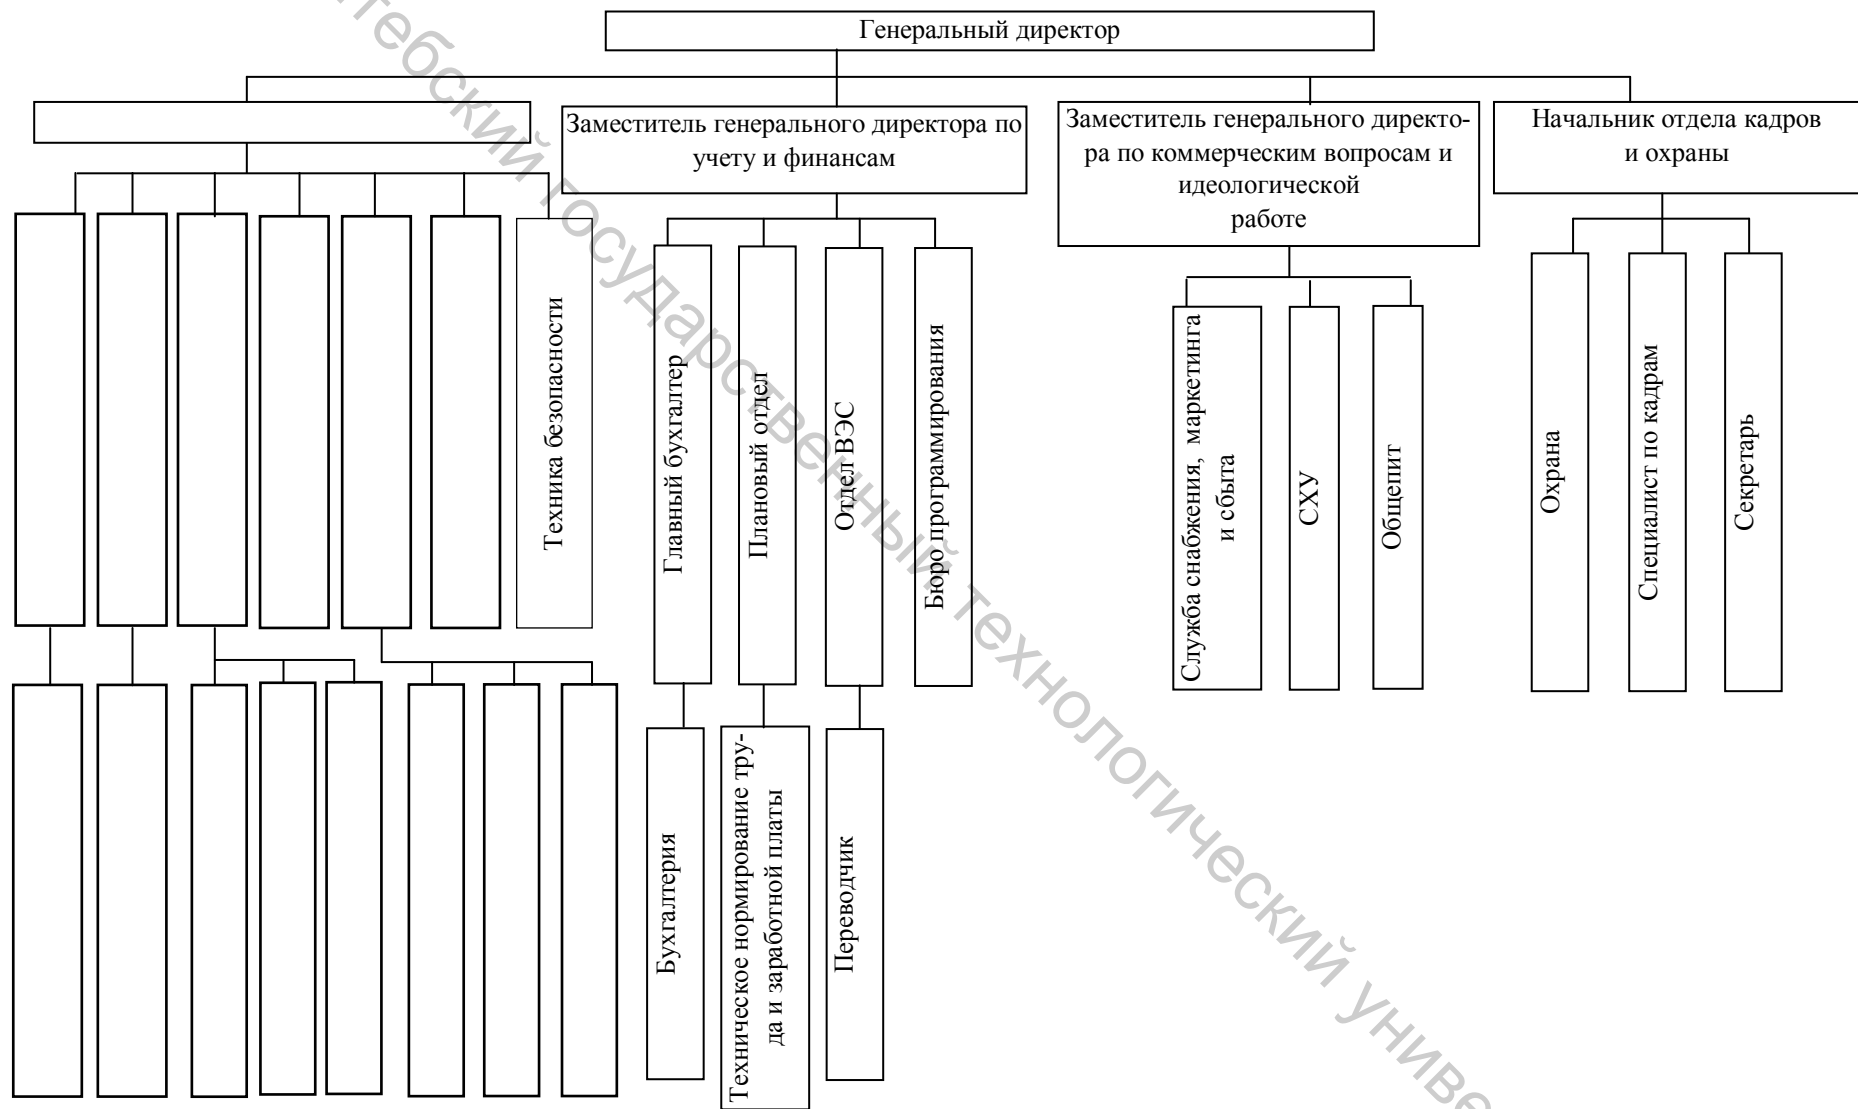 Генеральный директор
Заместитель генерального директора по
учету и финансам
Заместитель генерального директо-
ра по коммерческим вопросам и
идеологической
работе
Начальник отдела кадров
и охраны
Техника безопасности
Главный бухгалтер
Плановый отдел
Отдел ВЭС
Бюро программирования
Служба снабжения, маркетинга
и сбыта
СХУ
Общепит
Охрана
Специалист по кадрам
Секретарь
Бухгалтерия
Техническое нормирование тру-
да и заработной платы
Переводчик
государственный технологический